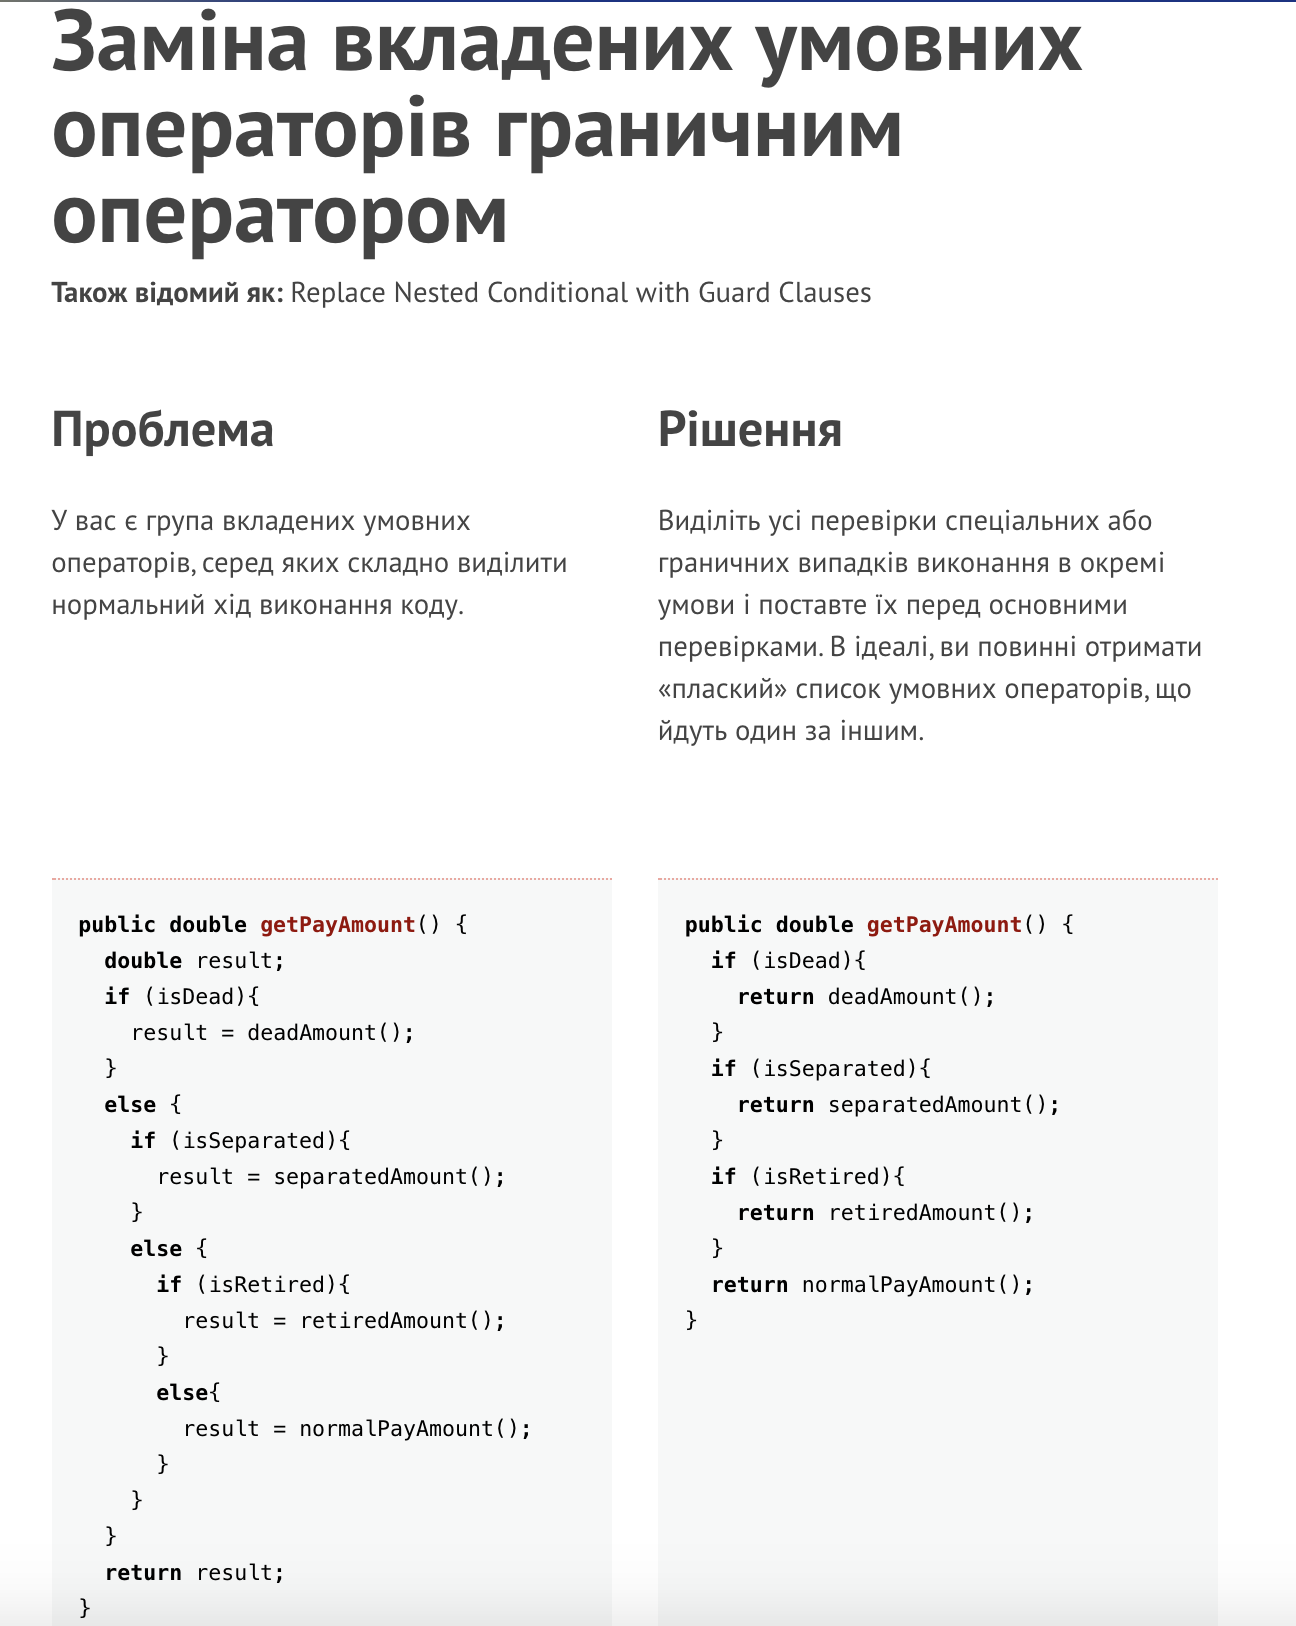 Заміна вкладених умовних
операторів граничним
оператором
Також відомий як: Replace Nested Conditional with Guard Clauses
Проблема
У вас є група вкладених умовних
операторів, серед яких складно виділити
нормальний хід виконання коду.
Рішення
Виділіть усі перевірки спеціальних або
граничних випадків виконання в окремі
умови і поставте їх перед основними
перевірками. В ідеалі, ви повинні отримати
«плаский» список умовних операторів, що
йдуть один за іншим.
public double getPayAmount() {
  double result;
  if (isDead){
    result = deadAmount();
  }
  else {
    if (isSeparated){
      result = separatedAmount();
    }
    else {
      if (isRetired){
        result = retiredAmount();
      }
      else{
        result = normalPayAmount();
      }
    }
  }
  return result;
}
public double getPayAmount() {
  if (isDead){
    return deadAmount();
  }
  if (isSeparated){
    return separatedAmount();
  }
  if (isRetired){
    return retiredAmount();
  }
  return normalPayAmount();
}